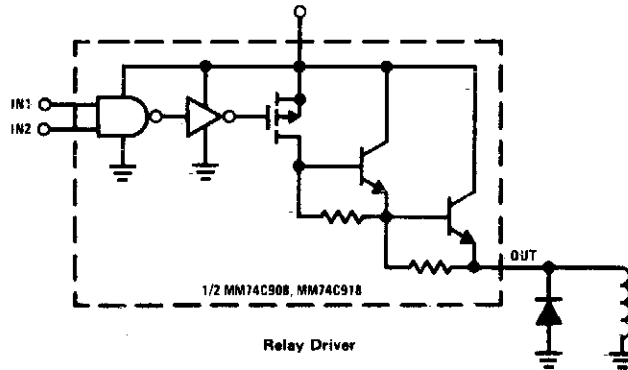 IN1
IN2
OUT
1/2 MM74C908, MM74C918
Relay Driver